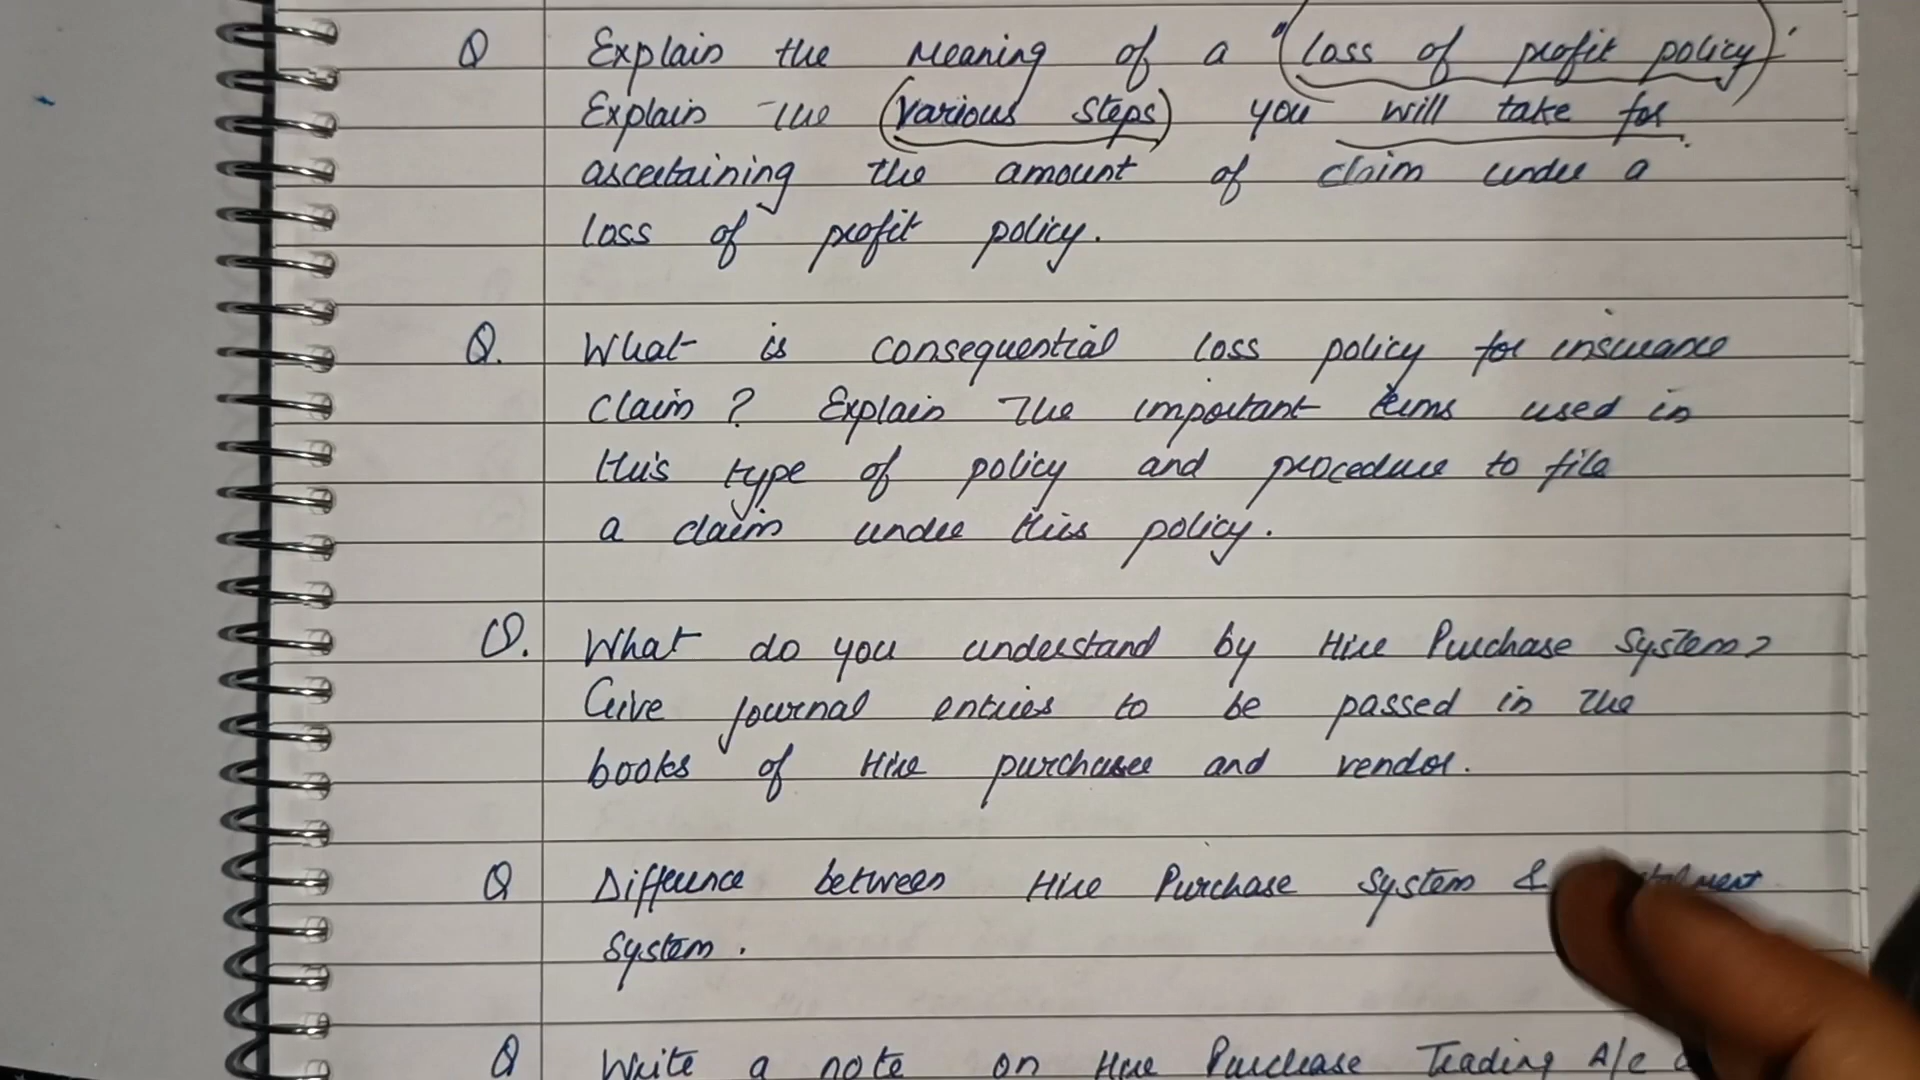 Q Explain the meaning of a "loss of profit policy"
Explain the various steps you will take for
ascertaining the amount of claim under a
loss of profit policy.
Q. What is consequential loss policy for insurance
claim? Explain the important terms used in
this type of policy and procedure to file
a claim under this policy.
Q. What do you understand by Hire Purchase System?
Give journal entries to be passed in the
books of Hire purchaser and vendor.
Q Difference between Hire Purchase System &
System.
Q Write a note on Hire Purchase Trading A/c